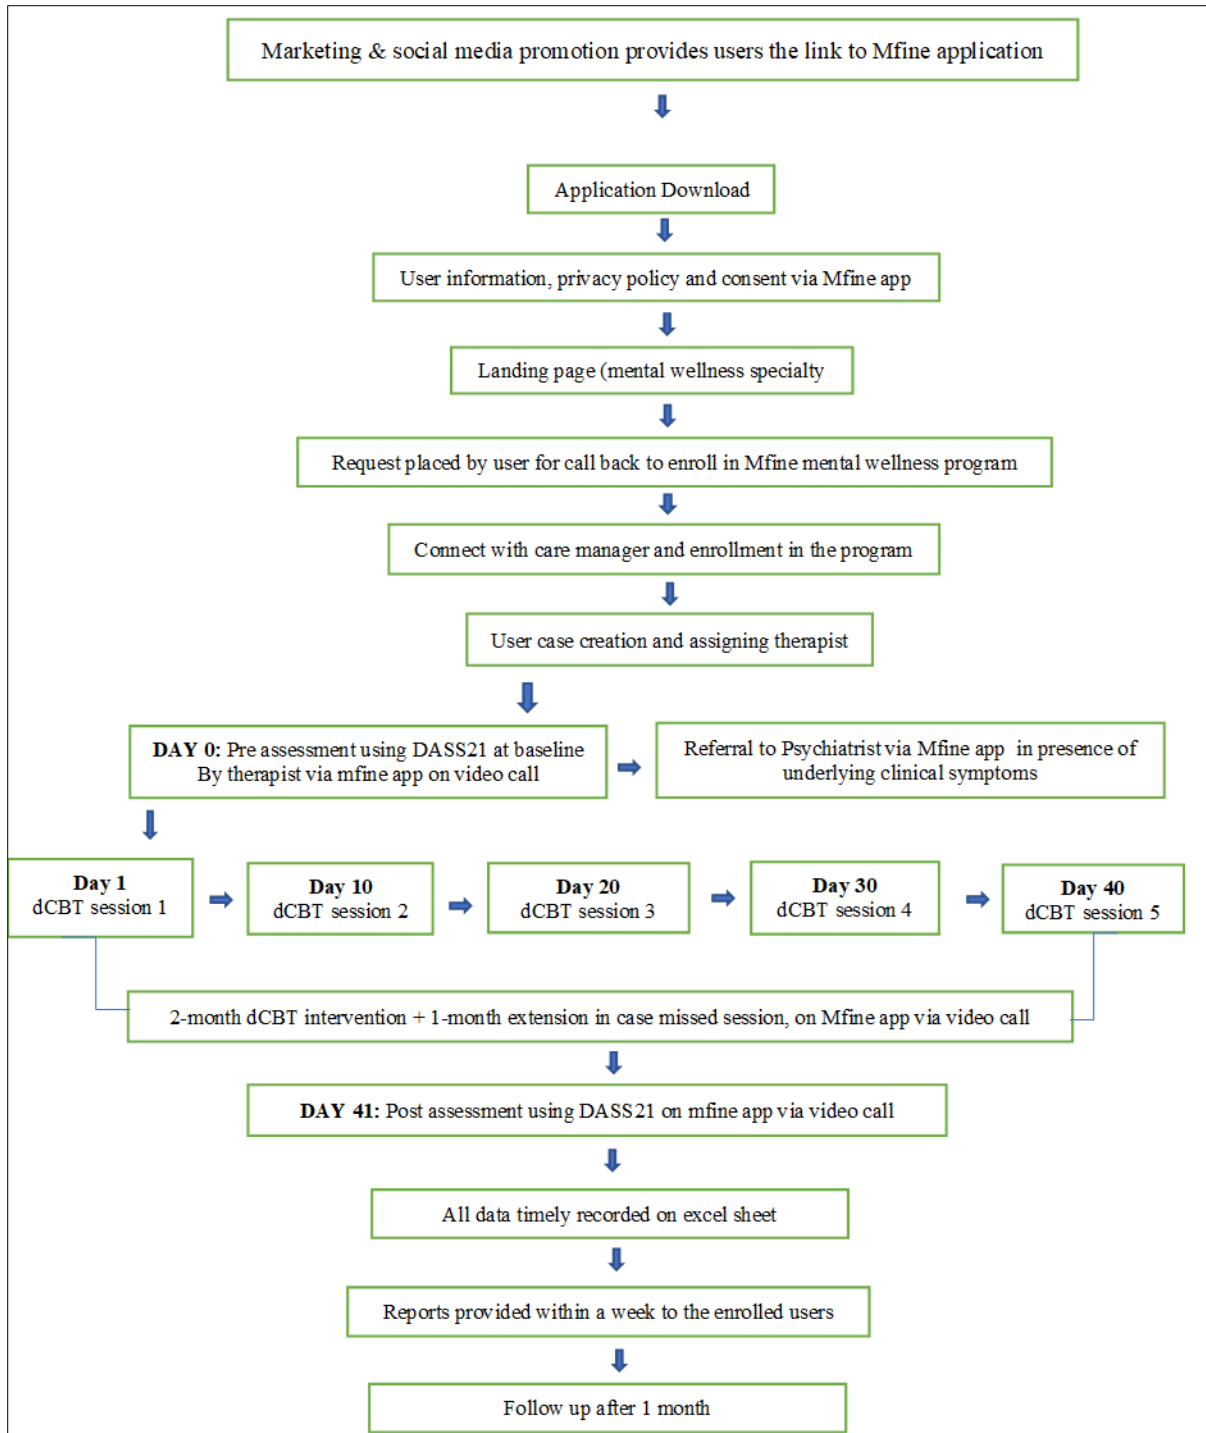 Marketing & social media promotion provides users the link to Mfine application
Application Download
User information, privacy policy and consent via Mfine app
Landing page (mental wellness specialty
Request placed by user for call back to enroll in Mfine mental wellness program
Connect with care manager and enrollment in the program
User case creation and assigning therapist
DAY 0: Pre assessment using DASS21 at baseline
By therapist via mfine app on video call
Referral to Psychiatrist via Mfine app in presence of
underlying clinical symptoms
Day 1
dCBT session 1
Day 10
dCBT session 2
Day 20
dCBT session 3
Day 30
dCBT session 4
Day 40
dCBT session 5
2-month dCBT intervention + 1-month extension in case missed session, on Mfine app via video call
DAY 41: Post assessment using DASS21 on mfine app via video call
All data timely recorded on excel sheet
Reports provided within a week to the enrolled users
Follow up after 1 month